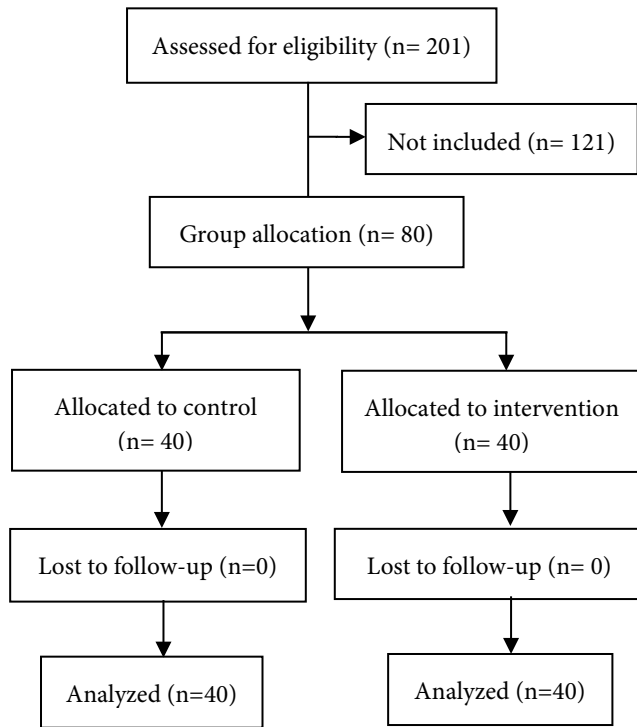 Assessed for eligibility (n= 201)
Not included (n= 121)
Group allocation (n= 80)
Allocated to control
(n= 40)
Allocated to intervention
(n= 40)
Lost to follow-up (n=0)
Lost to follow-up (n= 0)
Analyzed (n=40)
Analyzed (n=40)